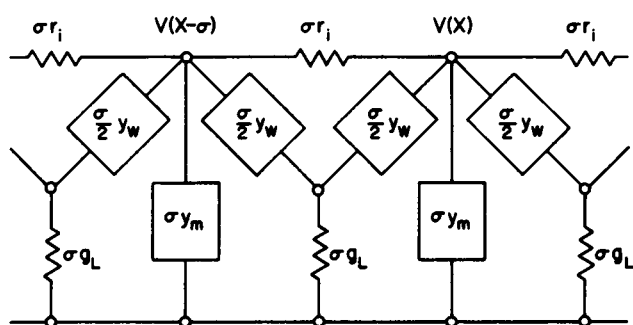 σr_i V(X-σ) σr_i V(X) σr_i
σ/2 y_w σ/2 y_w σ/2 y_w σ/2 y_w
σy_m σy_m
σg_L σg_L σg_L